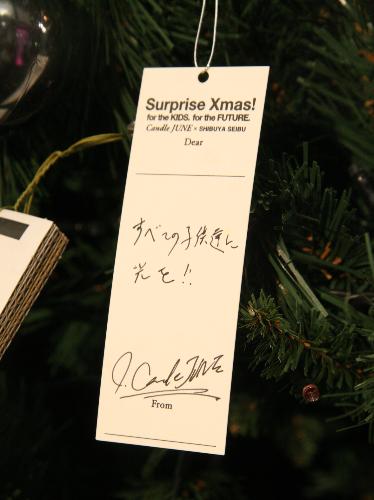 Surprise Xmas!
for the KIDS. for the FUTURE.
Candle JUNE × SHIBUYA SEIBU
Dear
すべての子供達に
光を!!
J. Candle JUNE
From